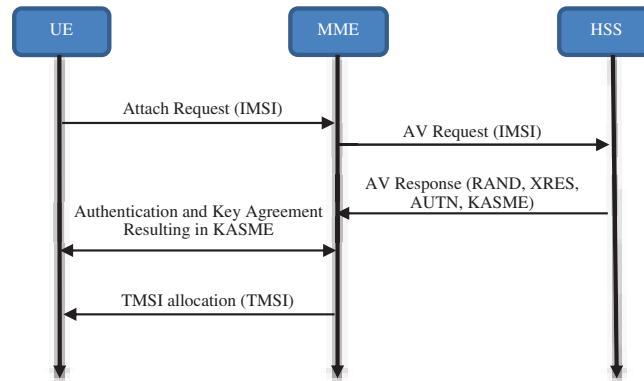 UE
MME
HSS
Attach Request (IMSI)
AV Request (IMSI)
AV Response (RAND, XRES,
AUTN, KASME)
Authentication and Key Agreement
Resulting in KASME
TMSI allocation (TMSI)